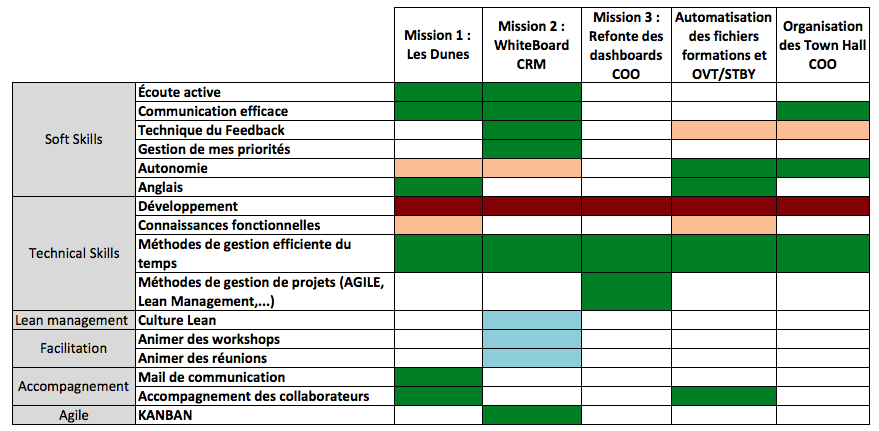 Mission 1 :
Les Dunes
Mission 2 :
WhiteBoard
CRM
Mission 3 :
Refonte des
dashboards
COO
Automatisation
des fichiers
formations et
OVT/STBY
Organisation
des Town Hall
COO
Soft Skills
Écoute active
Communication efficace
Technique du Feedback
Gestion de mes priorités
Autonomie
Anglais
Technical Skills
Développement
Connaissances fonctionnelles
Méthodes de gestion efficiente du
temps
Méthodes de gestion de projets (AGILE,
Lean Management,...)
Lean management
Culture Lean
Facilitation
Animer des workshops
Animer des réunions
Accompagnement
Mail de communication
Accompagnement des collaborateurs
Agile
KANBAN